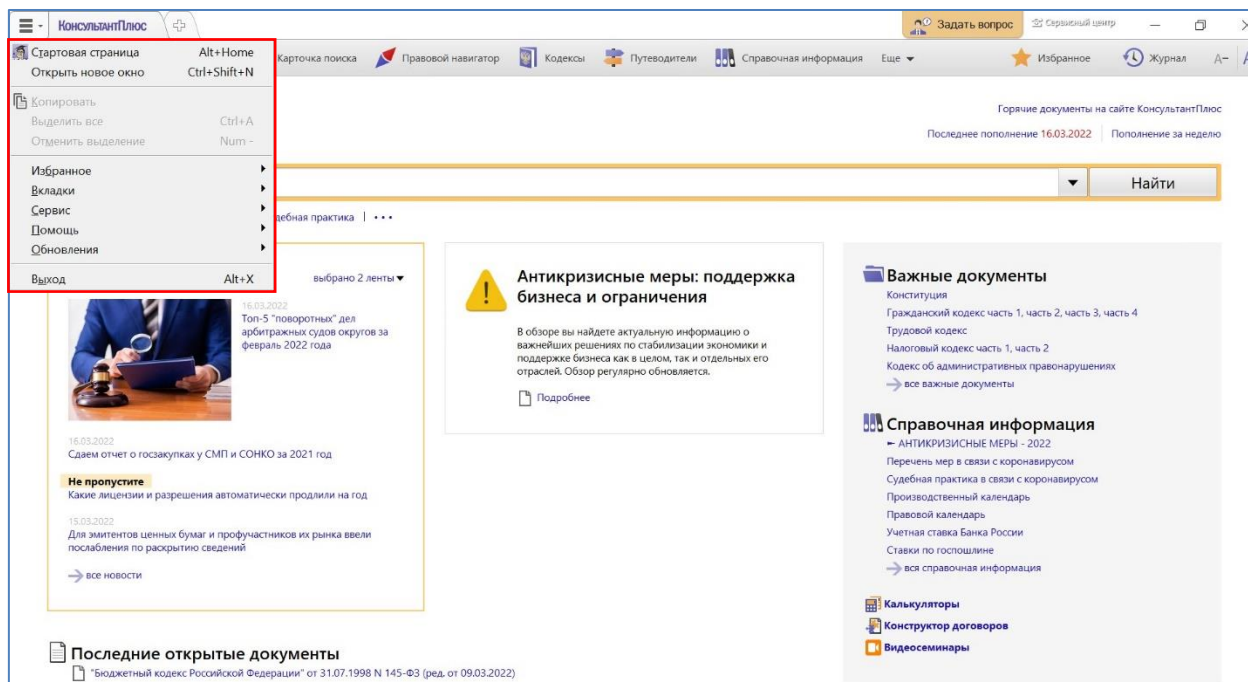 КонсультантПлюс
Задать вопрос
Сервисный центр
Стартовая страница Alt+Home
Открыть новое окно Ctrl+Shift+N
Копировать
Выделить все Ctrl+A
Отменить выделение Num -
Избранное
Вкладки
Сервис
Помощь
Обновления
Выход Alt+X
Карточка поиска Правовой навигатор Кодексы Путеводители Справочная информация Еще Избранное Журнал А-
Горячие документы на сайте КонсультантПлюс
Последнее пополнение 16.03.2022 Пополнение за неделю
Найти
практика
выбрано 2 ленты
16.03.2022
Топ-5 "поворотных" дел
арбитражных судов округов за
февраль 2022 года
16.03.2022
Сдаем отчет о госзакупках у СМП и СОНКО за 2021 год
Не пропустите
Какие лицензии и разрешения автоматически продлили на год
15.03.2022
Для эмитентов ценных бумаг и профучастников их рынка ввели
послабления по раскрытию сведений
все новости
Антикризисные меры: поддержка
бизнеса и ограничения
В обзоре вы найдете актуальную информацию о
важнейших решениях по стабилизации экономики и
поддержке бизнеса как в целом, так и отдельных его
отраслей. Обзор регулярно обновляется.
Подробнее
Важные документы
Конституция
Гражданский кодекс часть 1, часть 2, часть 3, часть 4
Трудовой кодекс
Налоговый кодекс часть 1, часть 2
Кодекс об административных правонарушениях
все важные документы
Справочная информация
АНТИКРИЗИСНЫЕ МЕРЫ - 2022
Перечень мер в связи с коронавирусом
Судебная практика в связи с коронавирусом
Производственный календарь
Правовой календарь
Учетная ставка Банка России
Ставки по госпошлине
вся справочная информация
Калькуляторы
Конструктор договоров
Видеосеминары
Последние открытые документы
"Бюджетный кодекс Российской Федерации" от 31.07.1998 N 145-ФЗ (ред. от 09.03.2022)